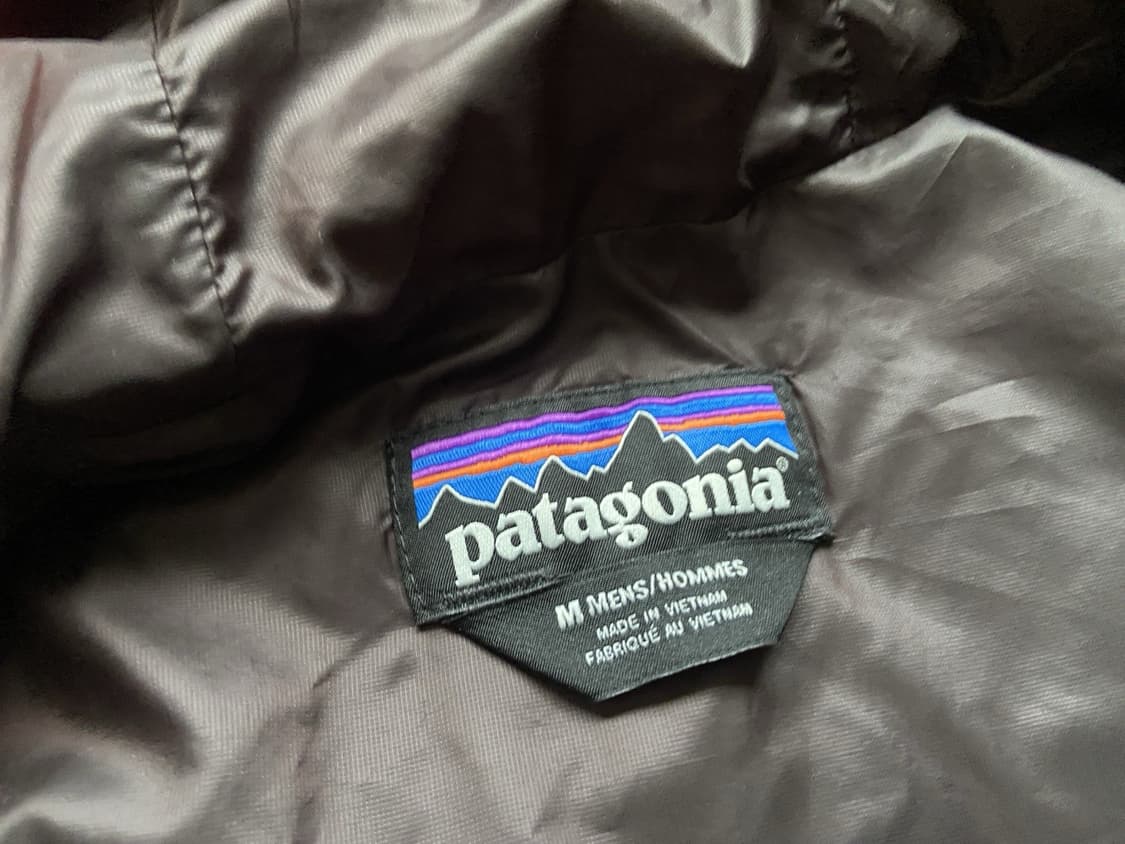 patagonia®
M MENS/HOMMES
MADE IN VIETNAM
FABRIQUÉ AU VIETNAM